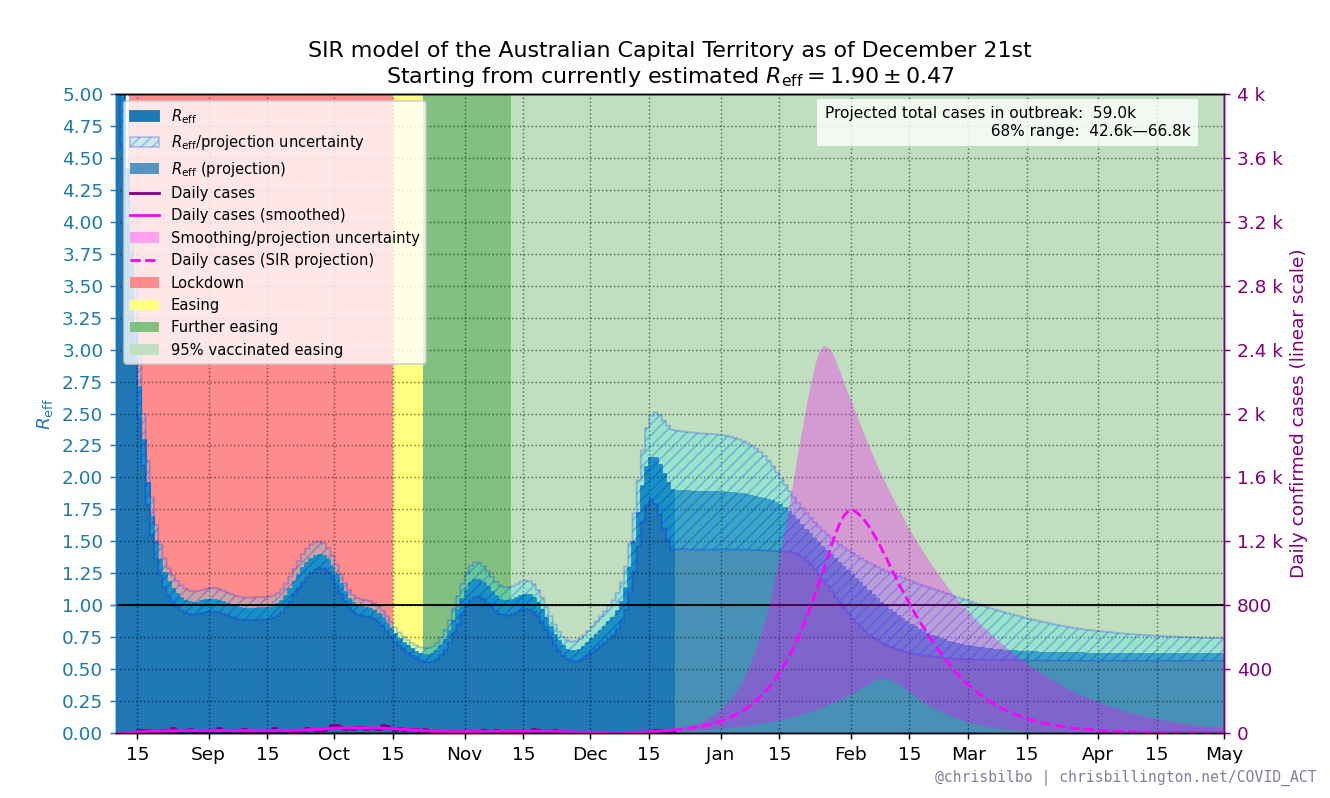 SIR model of the Australian Capital Territory as of December 21st
Starting from currently estimated R_eff = 1.90 ± 0.47
Projected total cases in outbreak: 59.0k
68% range: 42.6k—66.8k
R_eff
R_eff/projection uncertainty
R_eff (projection)
Daily cases
Daily cases (smoothed)
Smoothing/projection uncertainty
Daily cases (SIR projection)
Lockdown
Easing
Further easing
95% vaccinated easing
R_eff
5.00
4.75
4.50
4.25
4.00
3.75
3.50
3.25
3.00
2.75
2.50
2.25
2.00
1.75
1.50
1.25
1.00
0.75
0.50
0.25
0.00
4 k
3.6 k
3.2 k
2.8 k
2.4 k
2 k
1.6 k
1.2 k
800
400
0
Daily confirmed cases (linear scale)
15 Sep 15 Oct 15 Nov 15 Dec 15 Jan 15 Feb 15 Mar 15 Apr 15 May
@chrisbilbo | chrisbillington.net/COVID_ACT